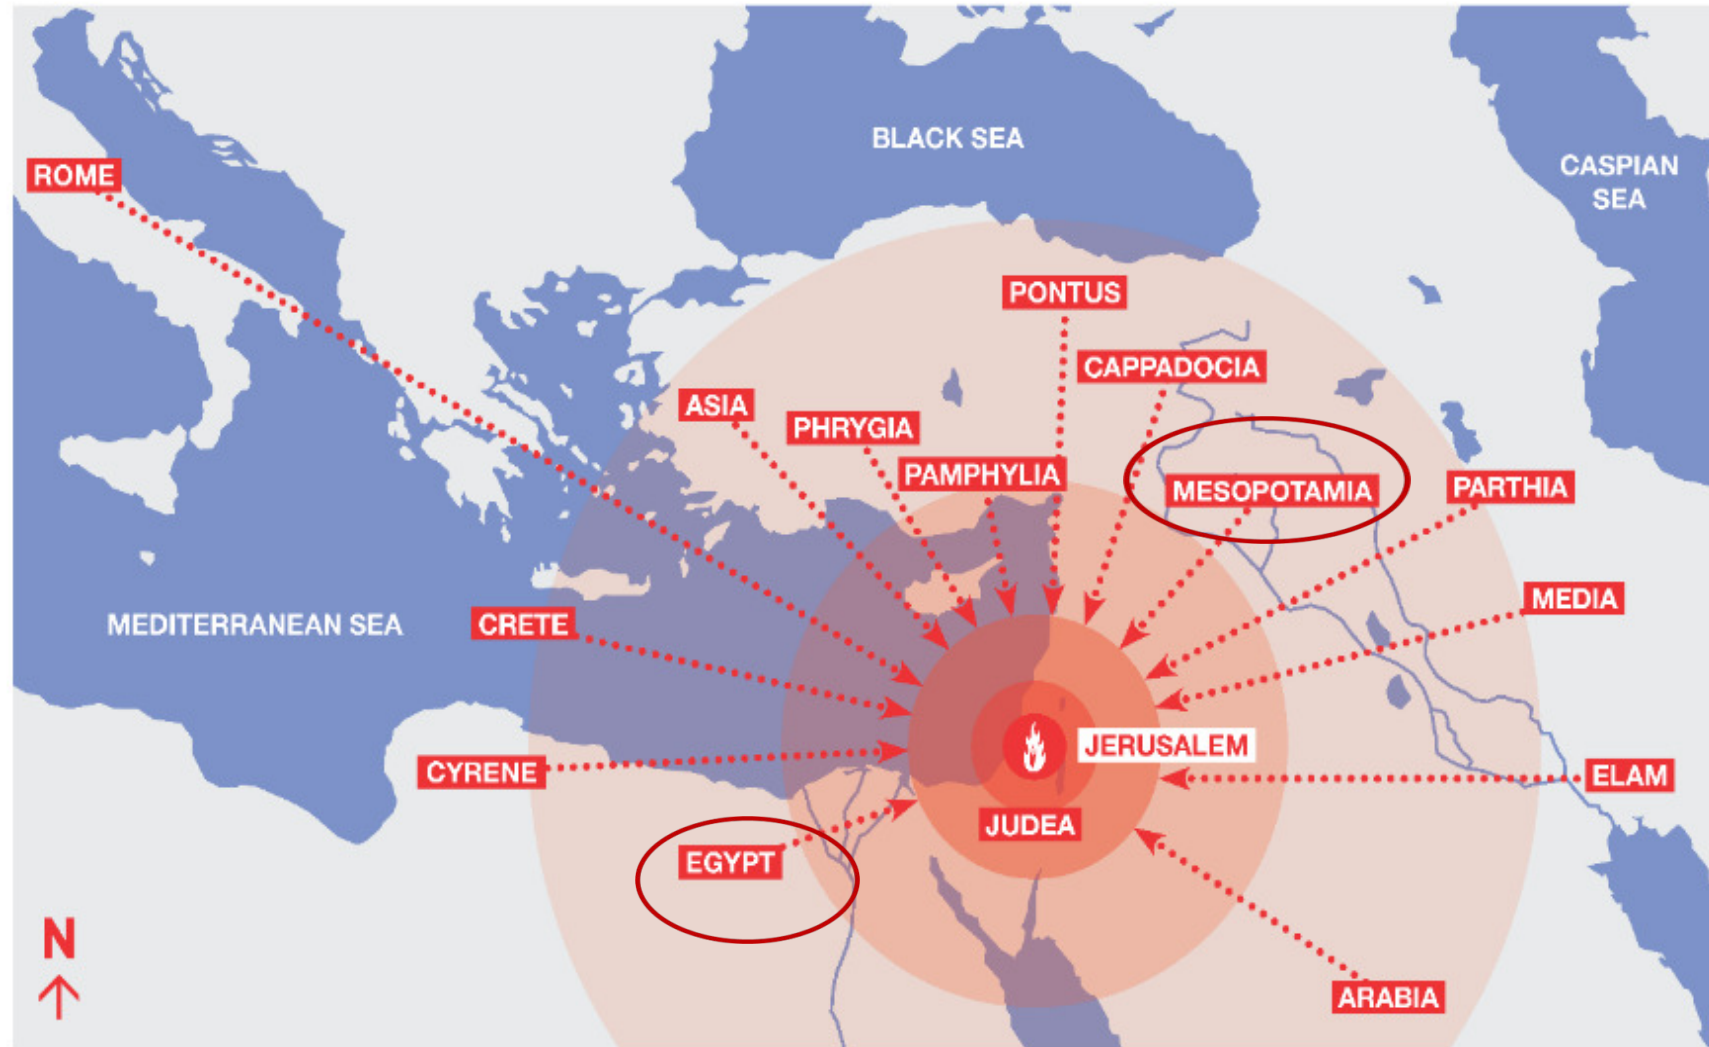 BLACK SEA
CASPIAN
SEA
ROME
PONTUS
CAPPADOCIA
ASIA
PHRYGIA
PAMPHYLIA
MESOPOTAMIA
PARTHIA
MEDIA
MEDITERRANEAN SEA
CRETE
JERUSALEM
CYRENE
ELAM
JUDEA
EGYPT
N
ARABIA